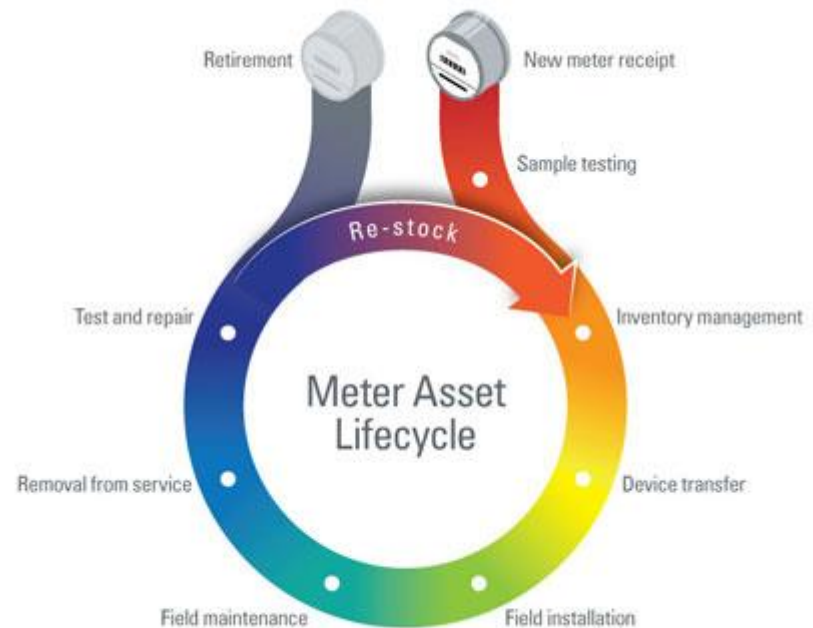 Retirement
New meter receipt
Sample testing
Re-stock
Test and repair
Inventory management
Meter Asset
Lifecycle
Removal from service
Device transfer
Field maintenance
Field installation